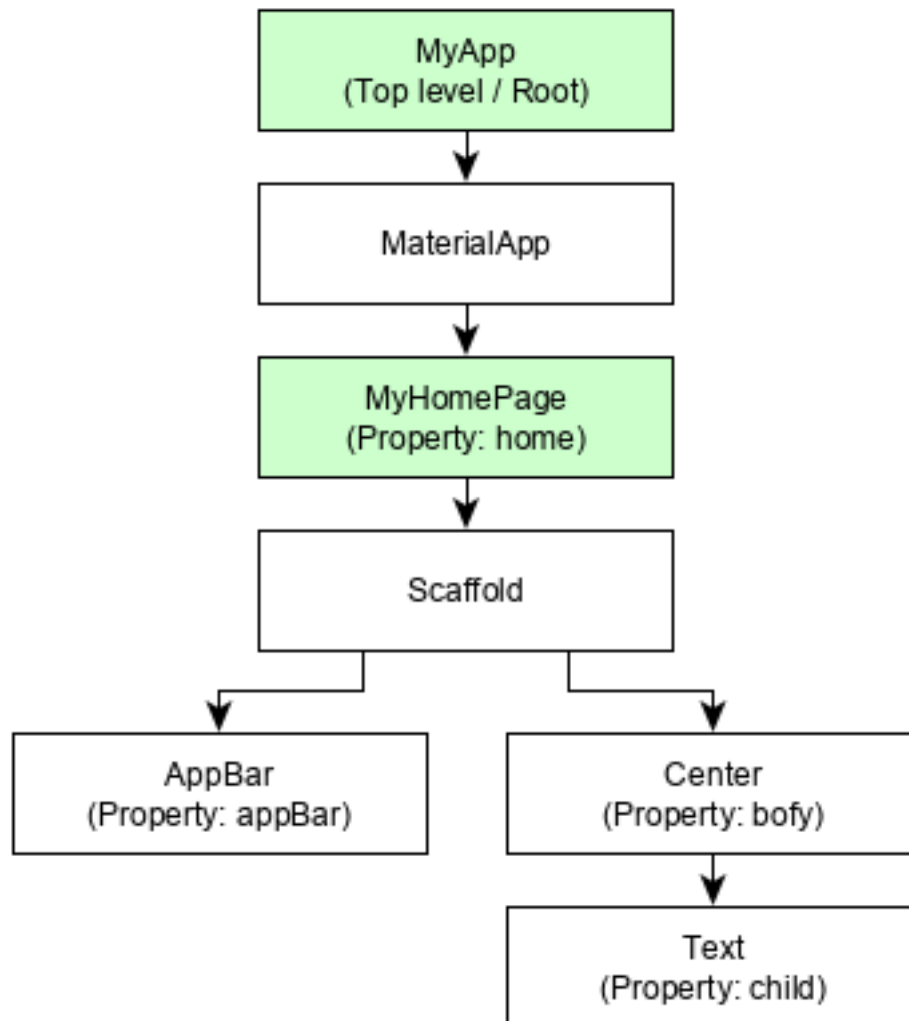 MyApp
(Top level / Root)
MaterialApp
MyHomePage
(Property: home)
Scaffold
AppBar
(Property: appBar)
Center
(Property: bofy)
Text
(Property: child)